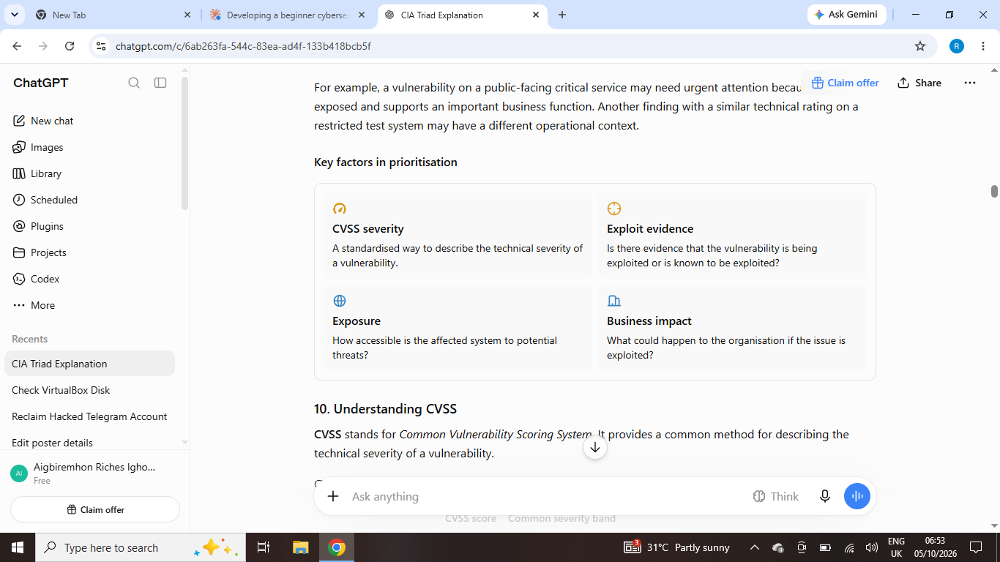 New Tab
Developing a beginner cyberse
CIA Triad Explanation
Ask Gemini
chatgpt.com/c/6ab263fa-544c-83ea-ad4f-133b418bcb5f
R
ChatGPT
New chat
Images
Library
Scheduled
Plugins
Projects
Codex
More
Recents
CIA Triad Explanation
Check VirtualBox Disk
Reclaim Hacked Telegram Account
Edit poster details
AI
Aigbiremhon Riches Igho...
Free
Claim offer
Claim offer
Share
For example, a vulnerability on a public-facing critical service may need urgent attention
exposed and supports an important business function. Another finding with a similar technical rating on a
restricted test system may have a different operational context.
Key factors in prioritisation
CVSS severity
A standardised way to describe the technical severity of
a vulnerability.
Exploit evidence
Is there evidence that the vulnerability is being
exploited or is known to be exploited?
Exposure
How accessible is the affected system to potential
threats?
Business impact
What could happen to the organisation if the issue is
exploited?
10. Understanding CVSS
CVSS stands for Common Vulnerability Scoring System. It provides a common method for describing the
technical severity of a vulnerability.
Ask anything
Think
CVSS score Common severity band
Type here to search
3
31°C Partly sunny
ENG
UK
06:53
05/10/2026